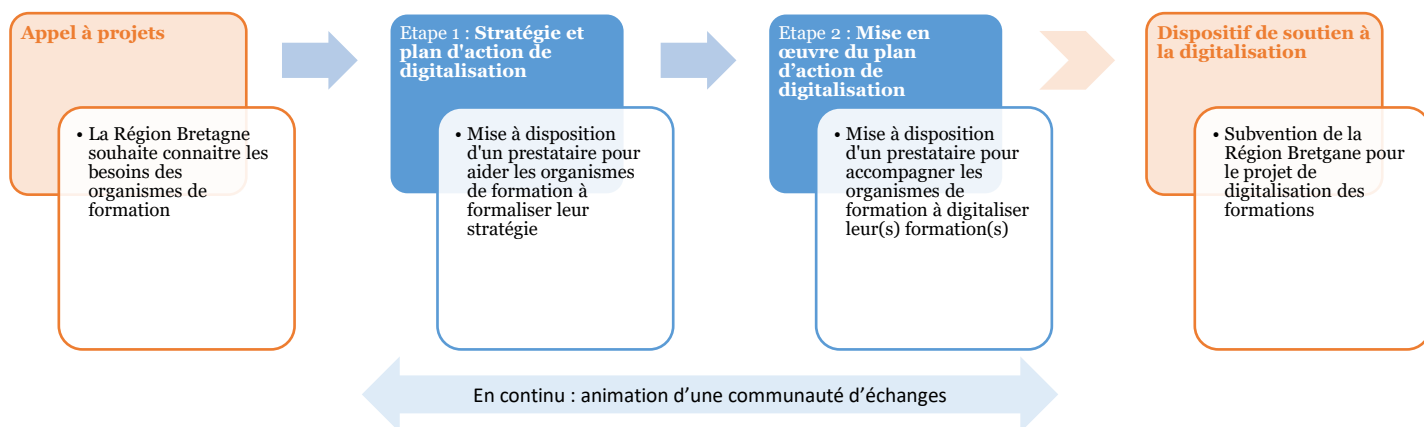 Appel à projets
• La Région Bretagne
souhaite connaitre les
besoins des
organismes de
formation
Etape 1 : Stratégie et
plan d'action de
digitalisation
• Mise à disposition
d'un prestataire pour
aider les organismes
de formation à
formaliser leur
stratégie
Etape 2 : Mise en
œuvre du plan
d’action de
digitalisation
• Mise à disposition
d'un prestataire pour
accompagner les
organismes de
formation à digitaliser
leur(s) formation(s)
Dispositif de soutien à
la digitalisation
• Subvention de la
Région Bretgane pour
le projet de
digitalisation des
formations
En continu : animation d’une communauté d’échanges